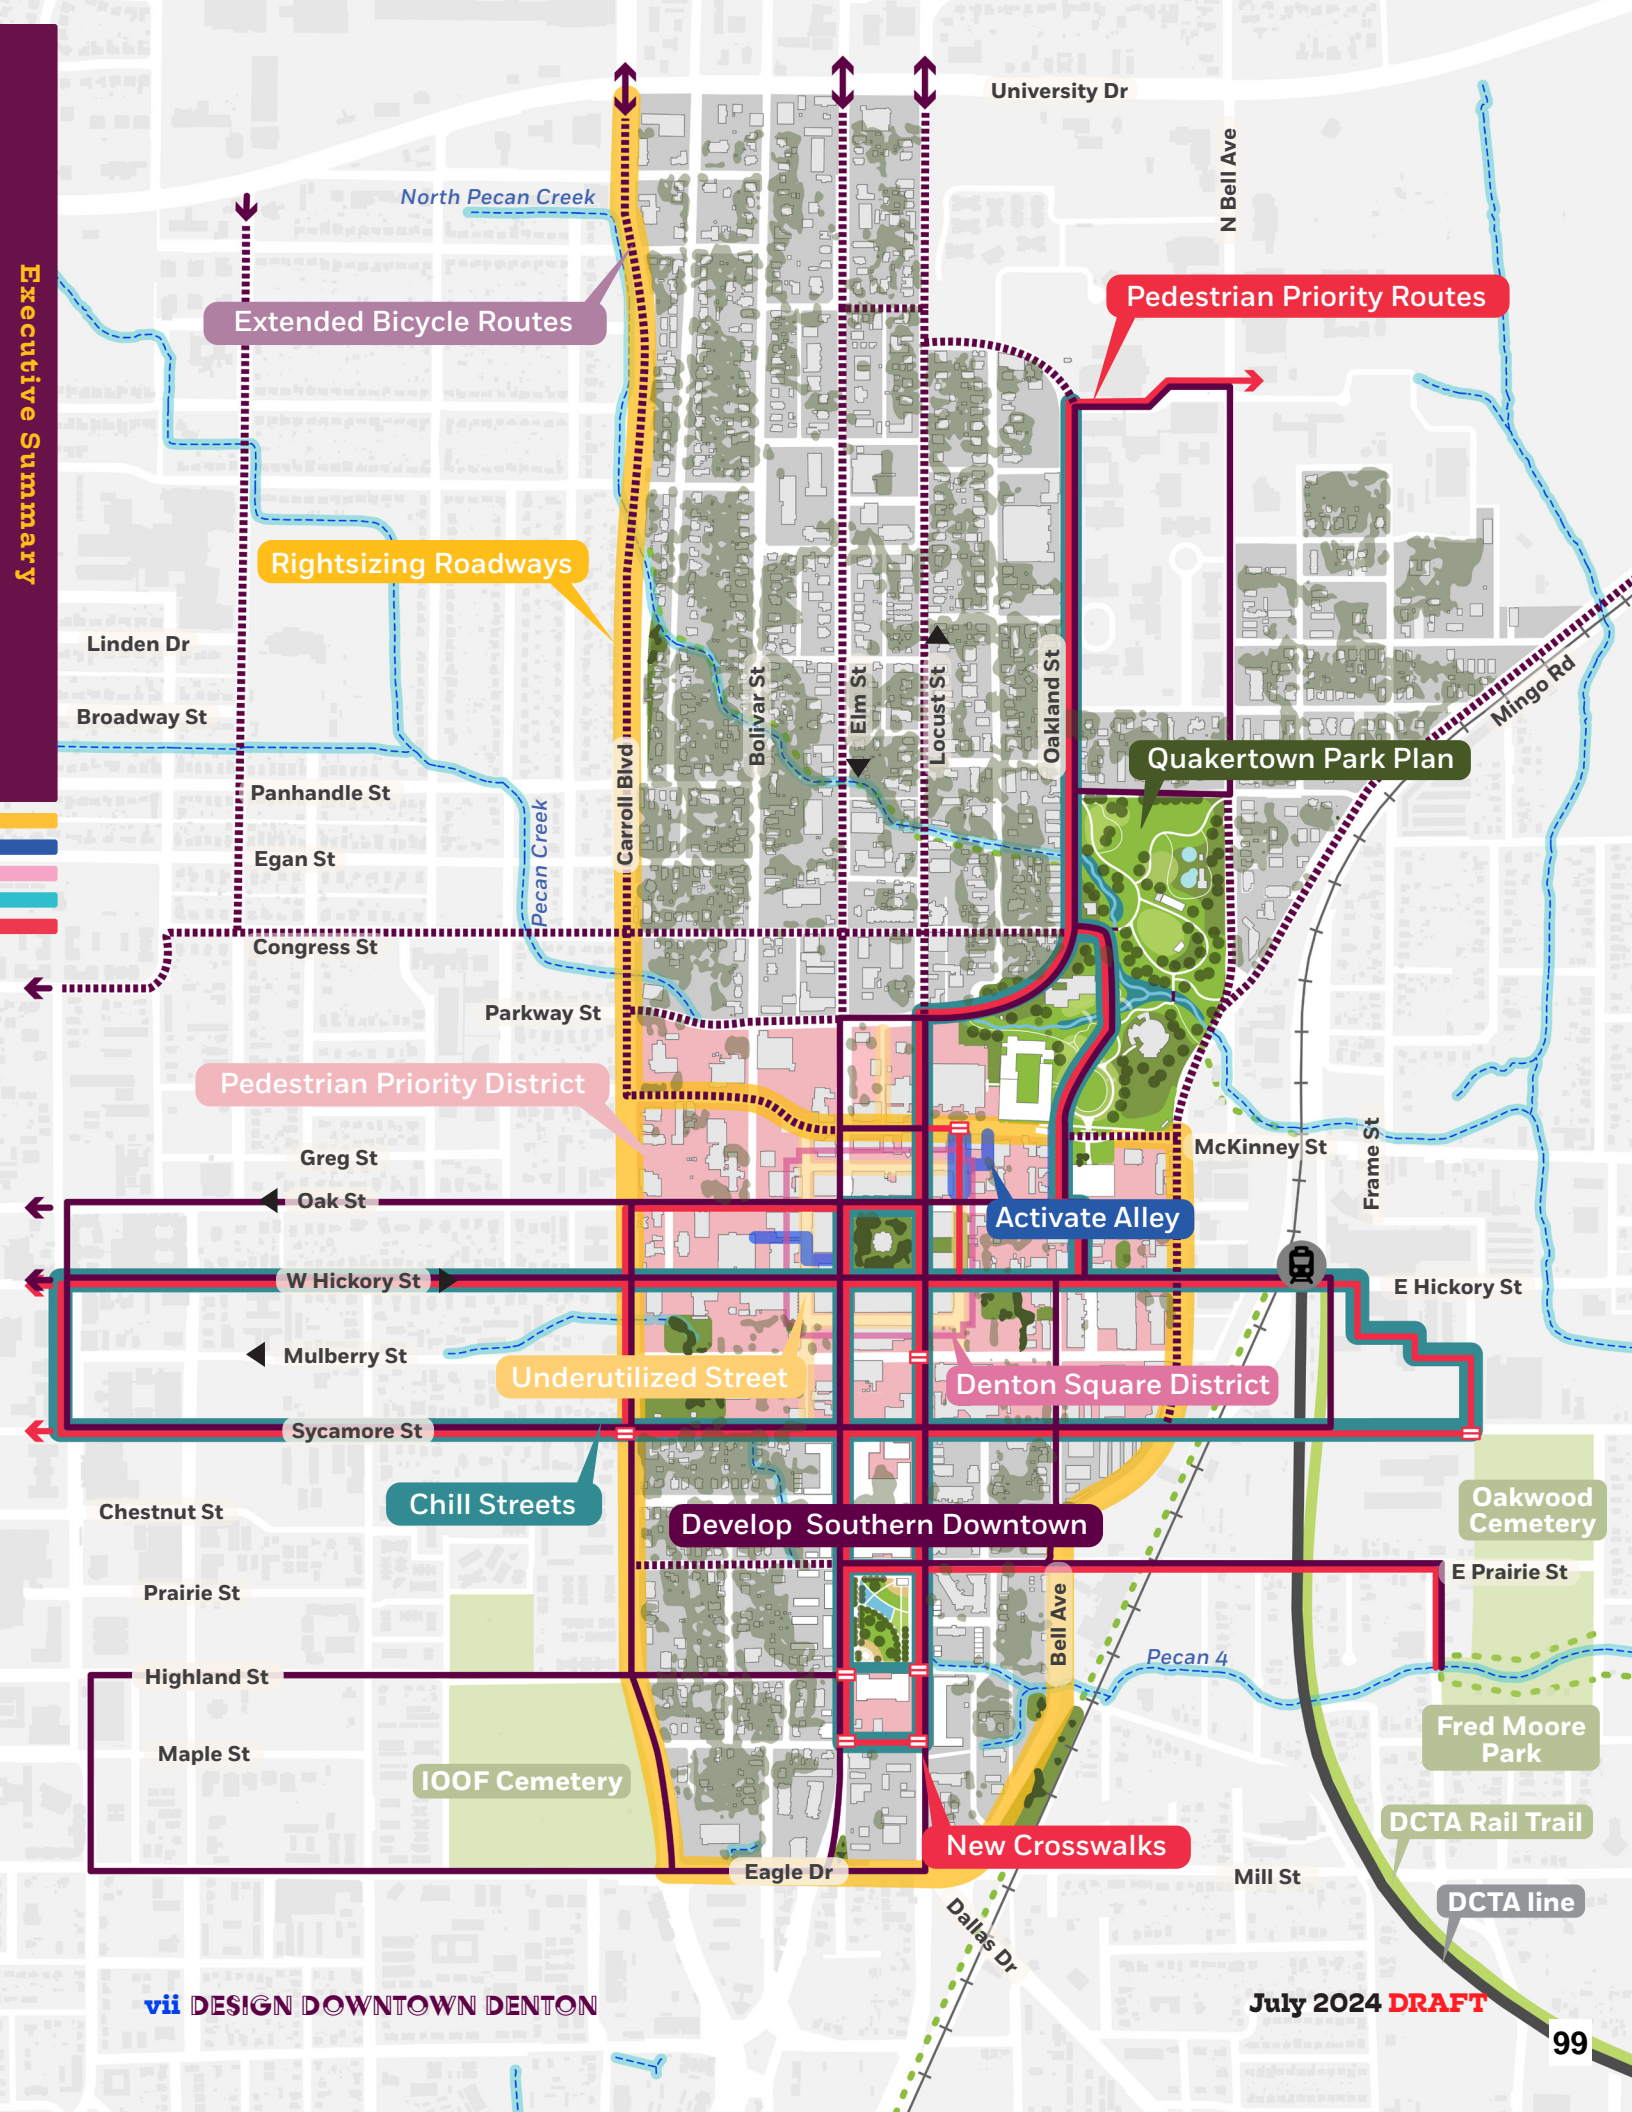 Executive Summary
University Dr
N Bell Ave
North Pecan Creek
Pedestrian Priority Routes
Extended Bicycle Routes
Rightsizing Roadways
Linden Dr
Broadway St
Bolivar St
Elm St
Locust St
Oakland St
Mingo Rd
Quakertown Park Plan
Panhandle St
Carroll Blvd
Pecan Creek
Egan St
Congress St
Parkway St
Pedestrian Priority District
McKinney St
Frame St
Greg St
Oak St
Activate Alley
W Hickory St
E Hickory St
Mulberry St
Underutilized Street
Denton Square District
Sycamore St
Chill Streets
Chestnut St
Develop Southern Downtown
Oakwood
Cemetery
E Prairie St
Prairie St
Bell Ave
Pecan 4
Highland St
Fred Moore
Park
Maple St
IOOF Cemetery
DCTA Rail Trail
New Crosswalks
Eagle Dr
Mill St
DCTA line
Dallas Dr
vii DESIGN DOWNTOWN DENTON
July 2024 DRAFT
99